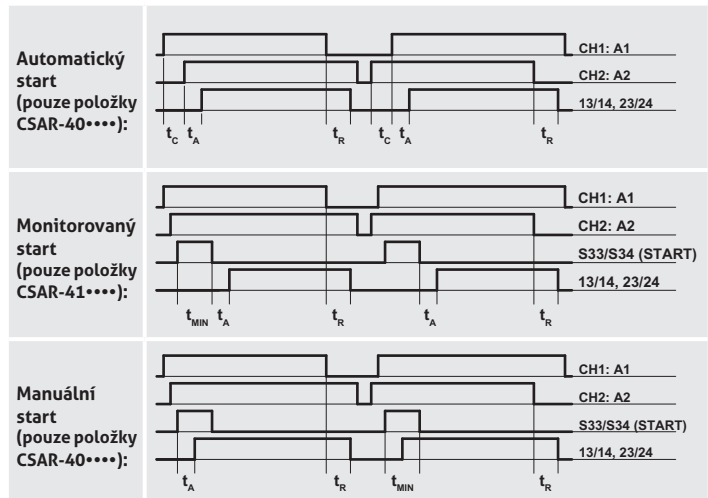 Automatický
start
(pouze položky
CSAR-40••••):
CH1: A1
CH2: A2
13/14, 23/24
tC tA tR tC tA tR
Monitorovaný
start
(pouze položky
CSAR-41••••):
CH1: A1
CH2: A2
S33/S34 (START)
13/14, 23/24
tMIN tA tR tA tR
Manuální
start
(pouze položky
CSAR-40••••):
CH1: A1
CH2: A2
S33/S34 (START)
13/14, 23/24
tA tR tMIN tR